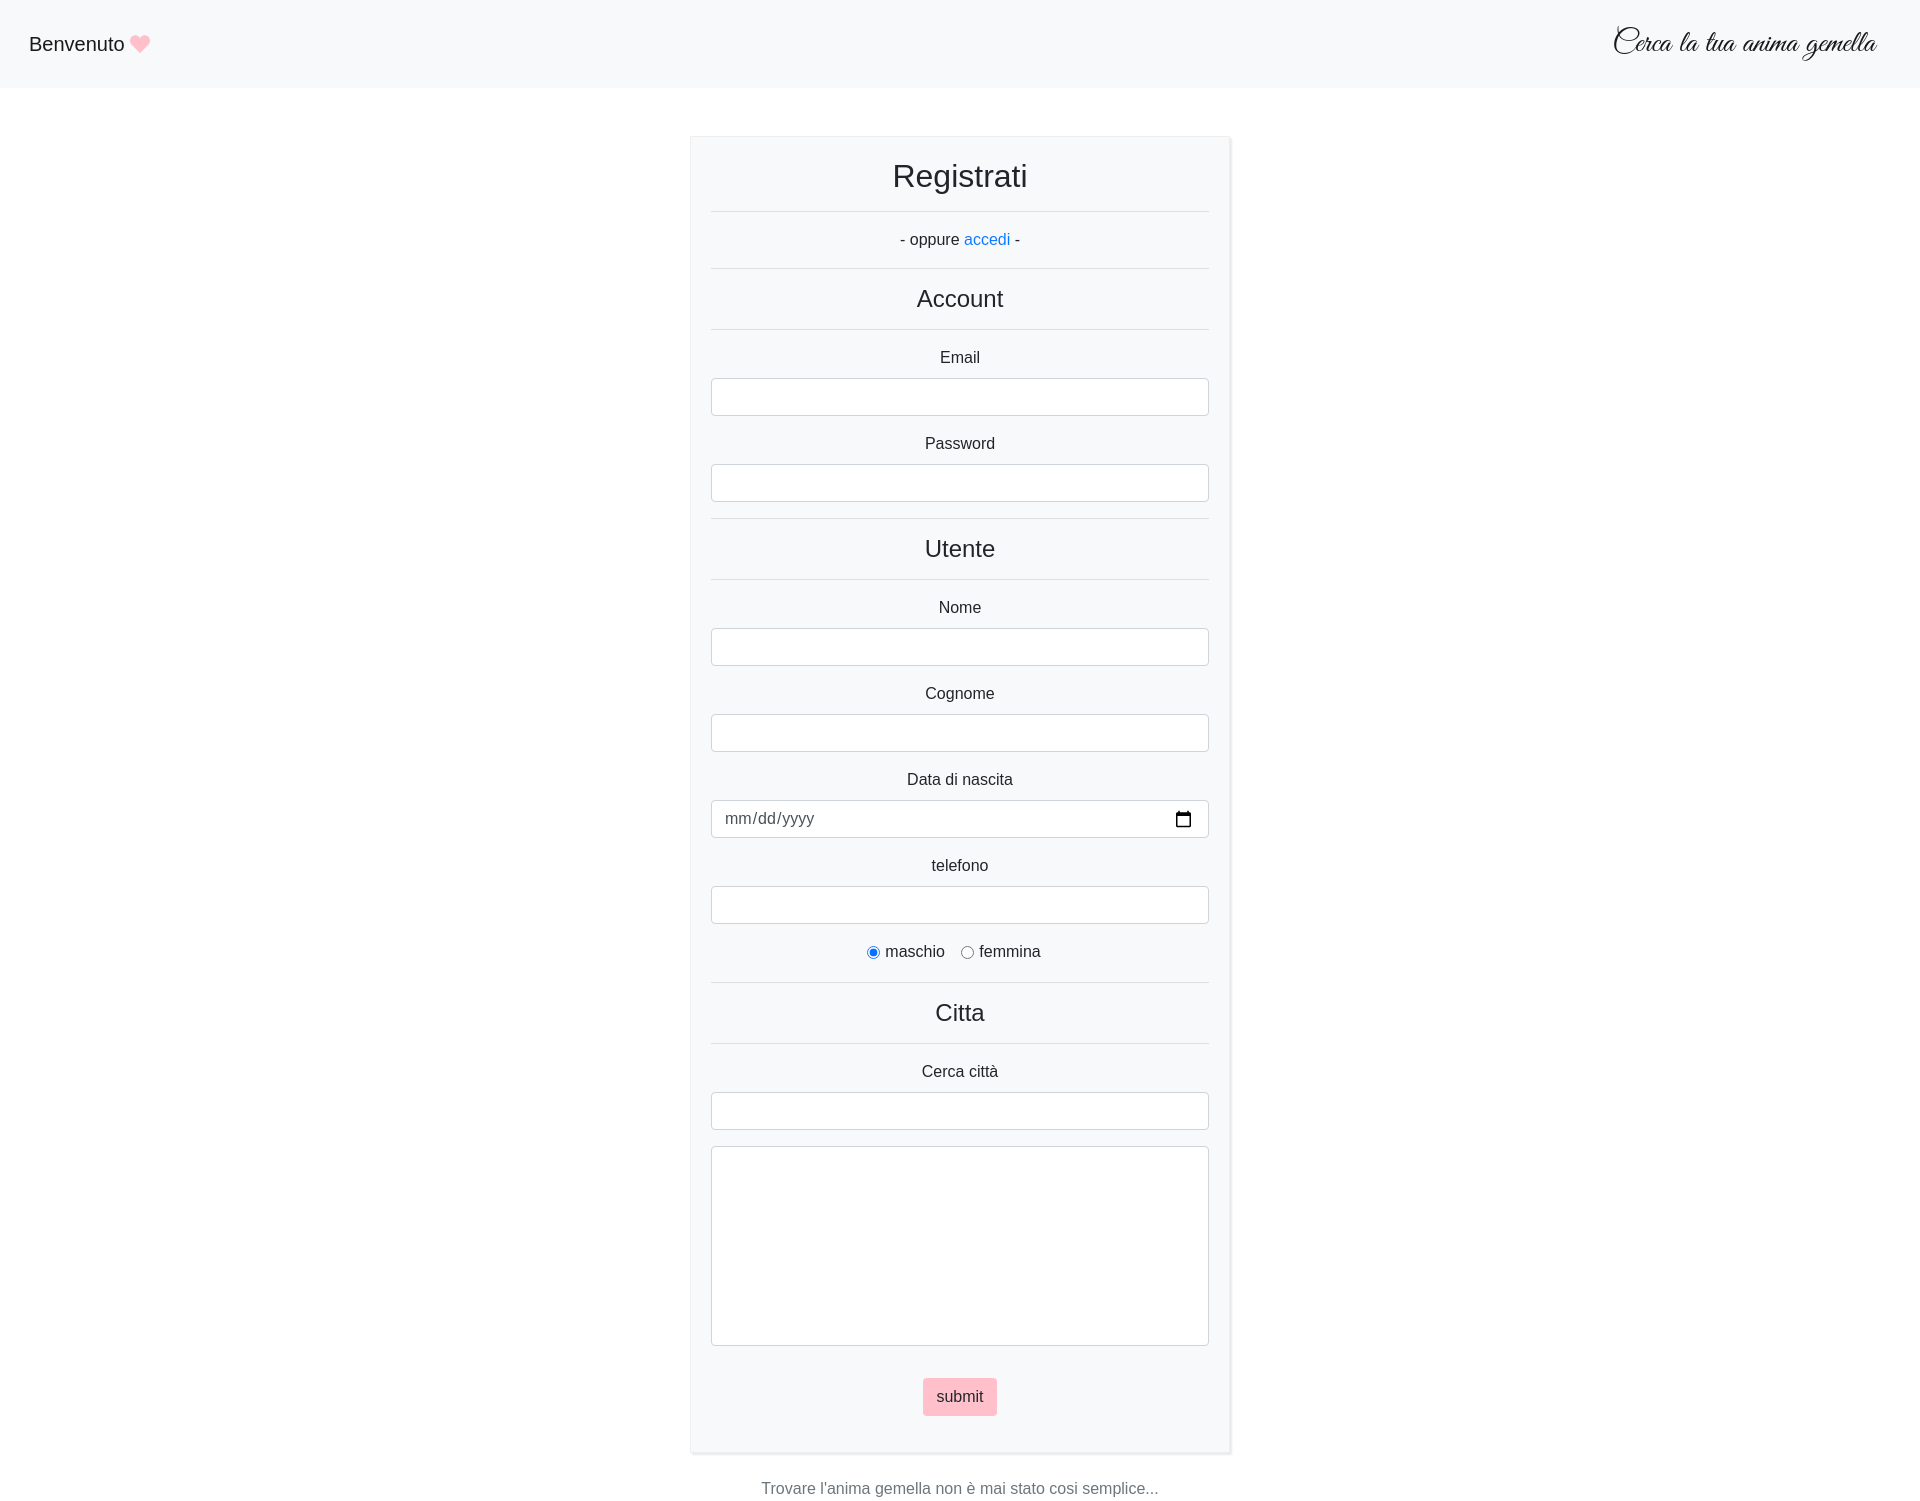 Benvenuto
Cerca la tua anima gemella
Registrati
- oppure accedi -
Account
Email
Password
Utente
Nome
Cognome
Data di nascita
mm/dd/yyyy
telefono
maschio femmina
Citta
Cerca città
submit
Trovare l'anima gemella non è mai stato cosi semplice...